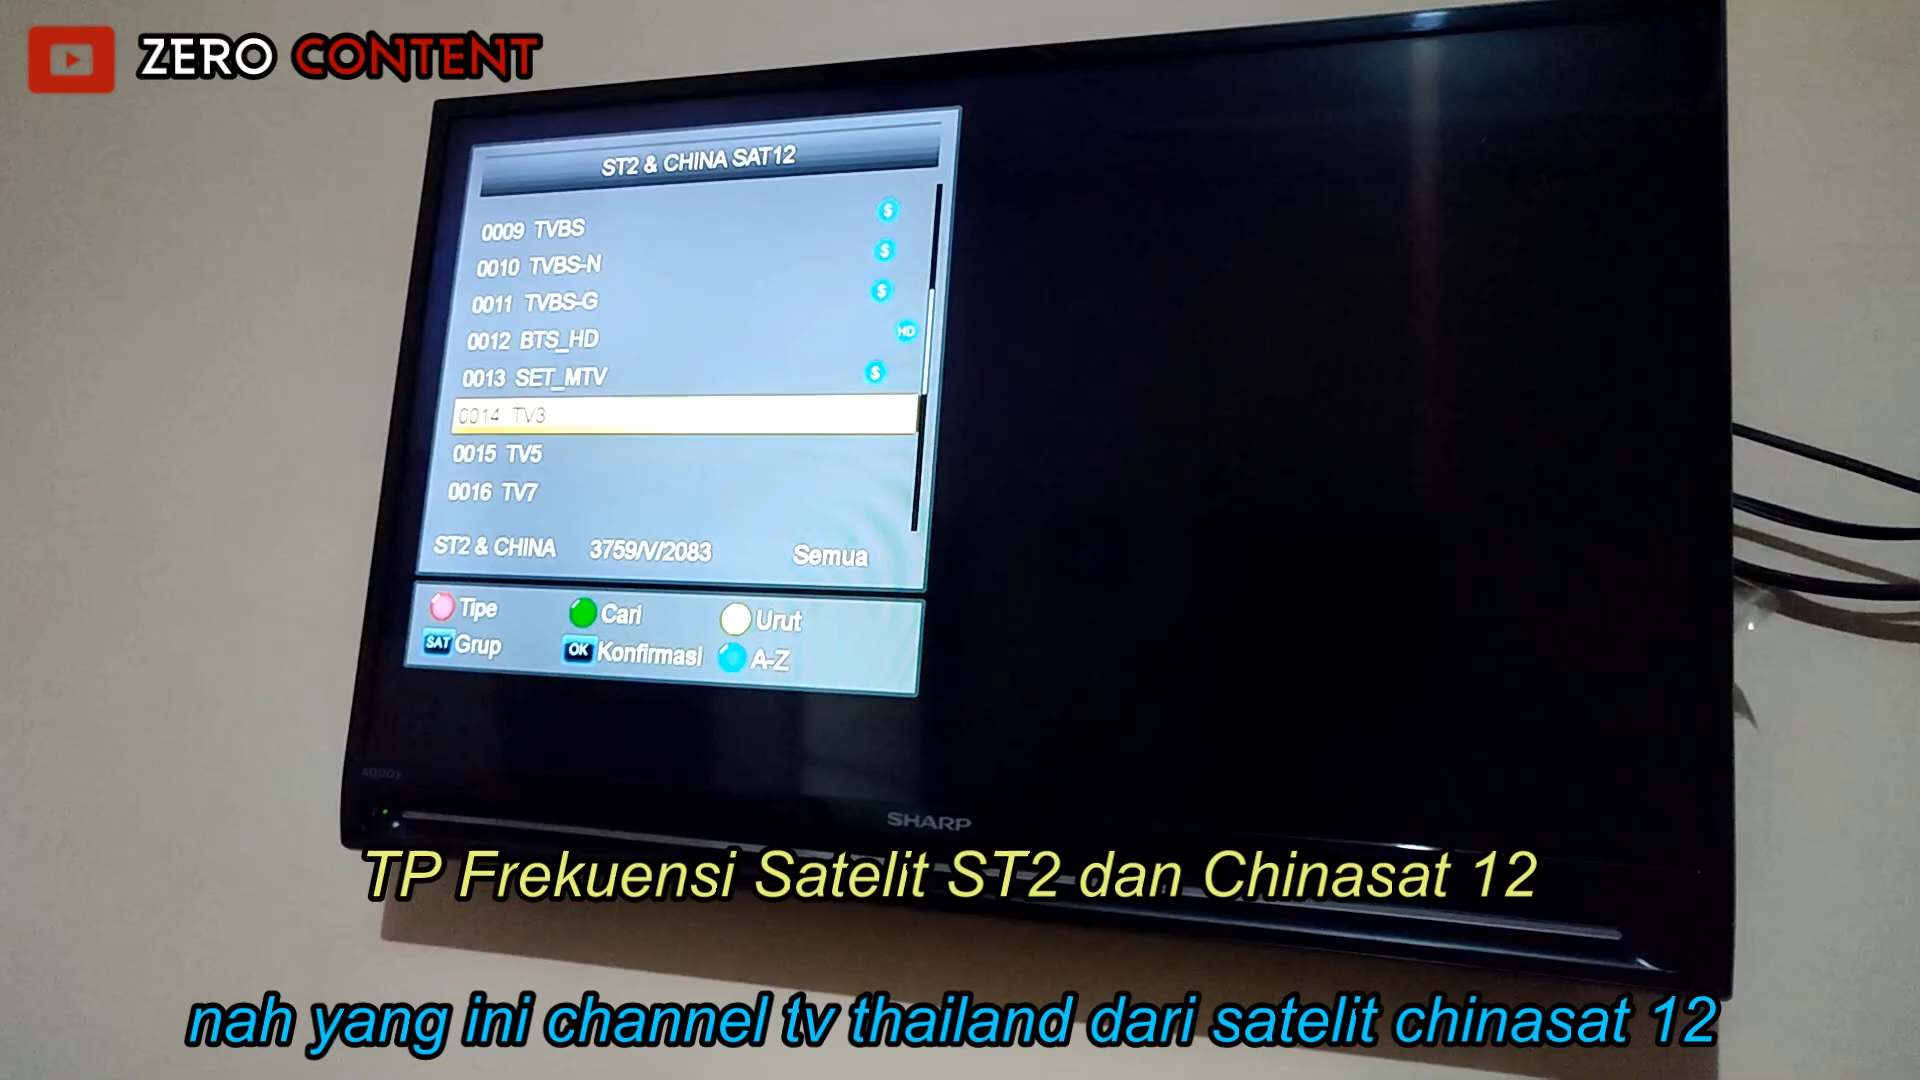 ZERO CONTENT
ST2 & CHINA SAT12
0009 TVBS $
0010 TVBS-N $
0011 TVBS-G $
0012 BTS_HD HD
0013 SET_MTV $
0014 TV3
0015 TV5
0016 TV7
ST2 & CHINA 3759/V/2083 Semua
Tipe Cari Urut
SAT Grup OK Konfirmasi A-Z
AQUOS
SHARP
TP Frekuensi Satelit ST2 dan Chinasat 12
nah yang ini channel tv thailand dari satelit chinasat 12